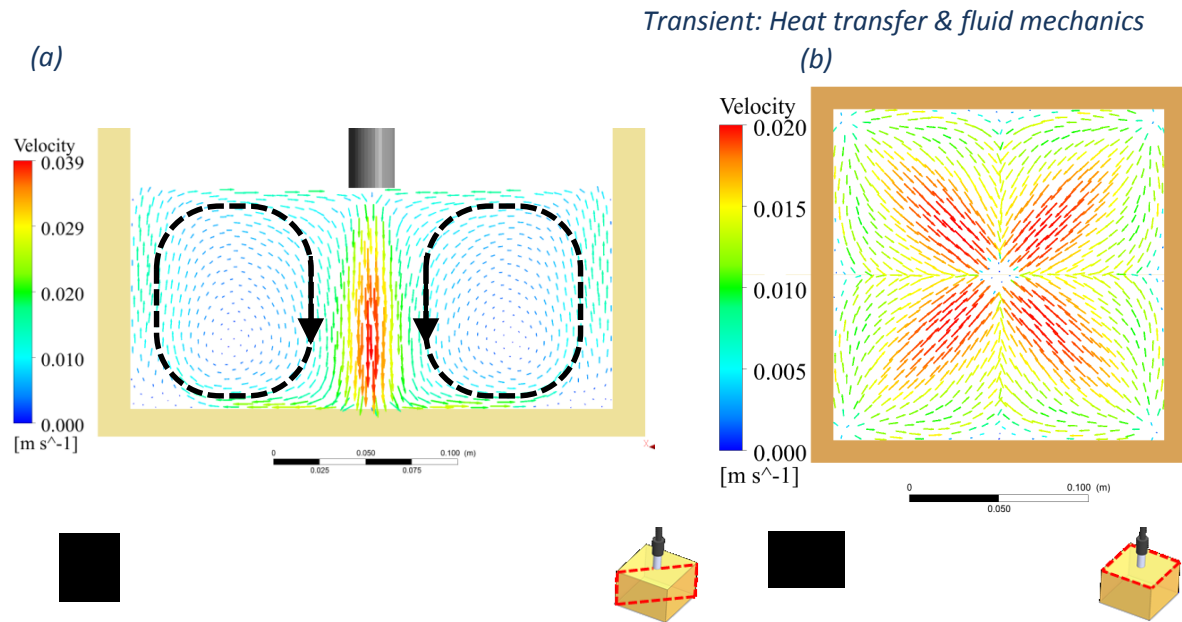 Transient: Heat transfer & fluid mechanics
(a)
(b)
Velocity
0.039
0.029
0.020
0.010
0.000
[m s^-1]
X
0 0.050 0.100 (m)
0.025 0.075
Velocity
0.020
0.015
0.010
0.005
0.000
[m s^-1]
0 0.100 (m)
0.050